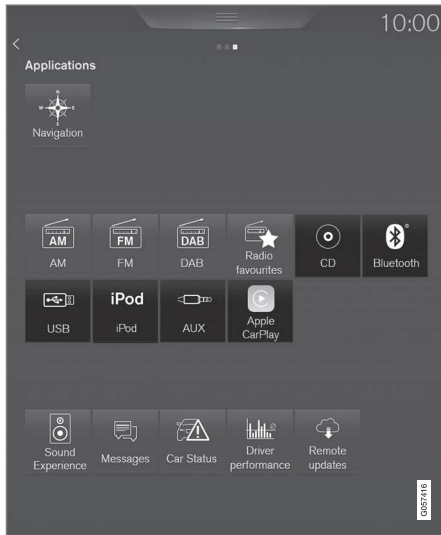 10:00
Applications
N
W
E
S
Navigation
AM
FM
DAB
AM
FM
DAB
Radio
favourites
CD
Bluetooth
iPod
USB
iPod
AUX
Apple
CarPlay
Sound
Experience
Messages
Car Status
Driver
performance
Remote
updates
G057416